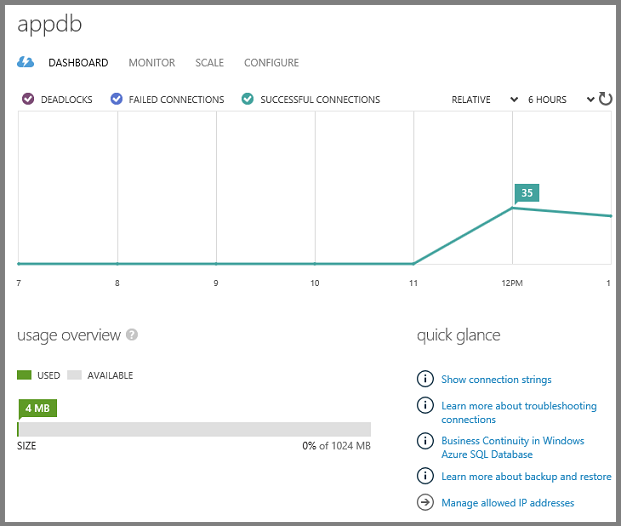 appdb
DASHBOARD MONITOR SCALE CONFIGURE
DEADLOCKS FAILED CONNECTIONS SUCCESSFUL CONNECTIONS RELATIVE 6 HOURS
35
7 8 9 10 11 12PM 1
usage overview ?
USED AVAILABLE
4 MB
SIZE 0% of 1024 MB
quick glance
Show connection strings
Learn more about troubleshooting
connections
Business Continuity in Windows
Azure SQL Database
Learn more about backup and restore
Manage allowed IP addresses